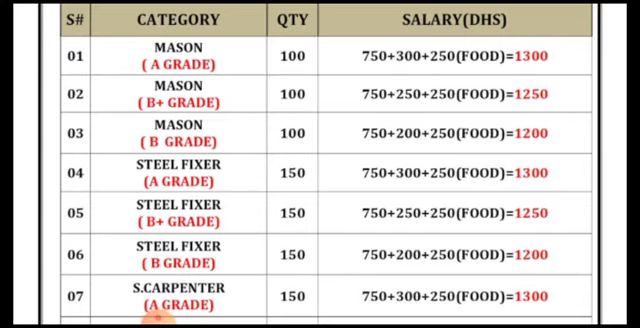 S# CATEGORY QTY SALARY(DHS)
01 MASON 100 750+300+250(FOOD)=1300
( A GRADE)
02 MASON 100 750+250+250(FOOD)=1250
( B+ GRADE)
03 MASON 100 750+200+250(FOOD)=1200
( B GRADE)
04 STEEL FIXER 150 750+300+250(FOOD)=1300
(A GRADE)
05 STEEL FIXER 150 750+250+250(FOOD)=1250
( B+ GRADE)
06 STEEL FIXER 150 750+200+250(FOOD)=1200
( B GRADE)
07 S.CARPENTER 150 750+300+250(FOOD)=1300
(A GRADE)